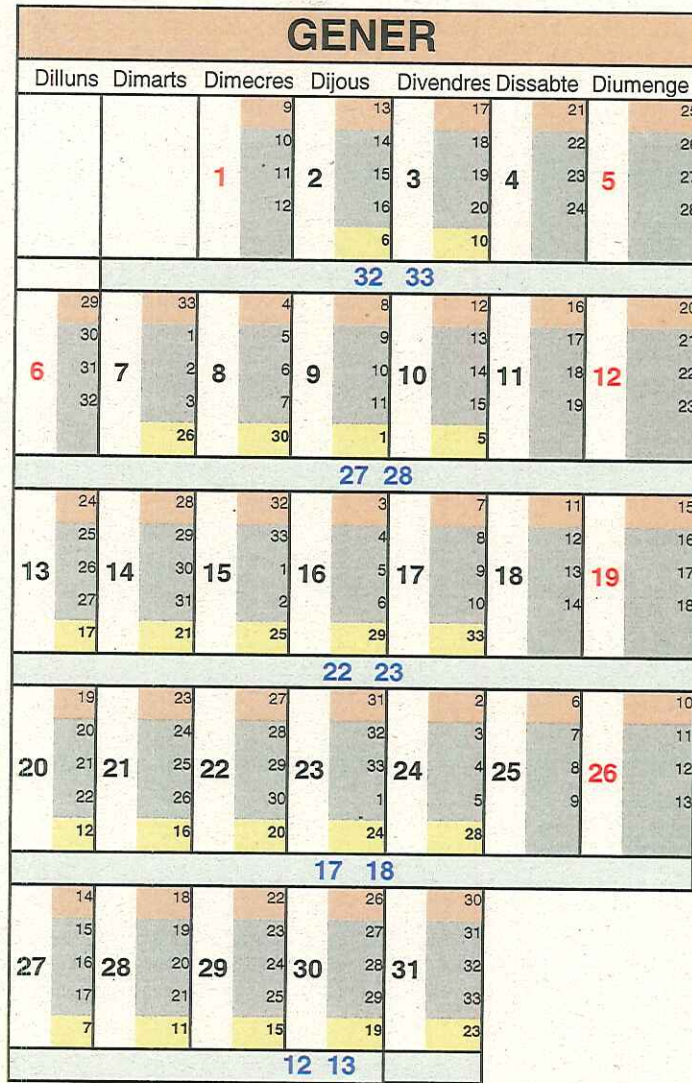 GENER
Dilluns Dimarts Dimecres Dijous Divendres Dissabte Diumenge
9 13 17 21 25
10 14 18 22 26
1 11 2 15 3 19 4 23 5 27
12 16 20 24 28
6 10
32 33
29 33 4 8 12 16 20
30 1 5 9 13 17 21
6 31 7 2 8 6 9 10 10 14 11 18 12 22
32 3 7 11 15 19 23
26 30 1 5
27 28
24 28 32 3 7 11 15
25 29 33 4 8 12 16
13 26 14 30 15 1 16 5 17 9 18 13 19 17
27 31 2 6 10 14 18
17 21 25 29 33
22 23
19 23 27 31 2 6 10
20 24 28 32 3 7 11
20 21 21 25 22 29 23 33 24 4 25 8 26 12
22 26 30 1 5 9 13
12 16 20 24 28
17 18
14 18 22 26 30
15 19 23 27 31
27 16 28 20 29 24 30 28 31 32
17 21 25 29 33
7 11 15 19 23
12 13